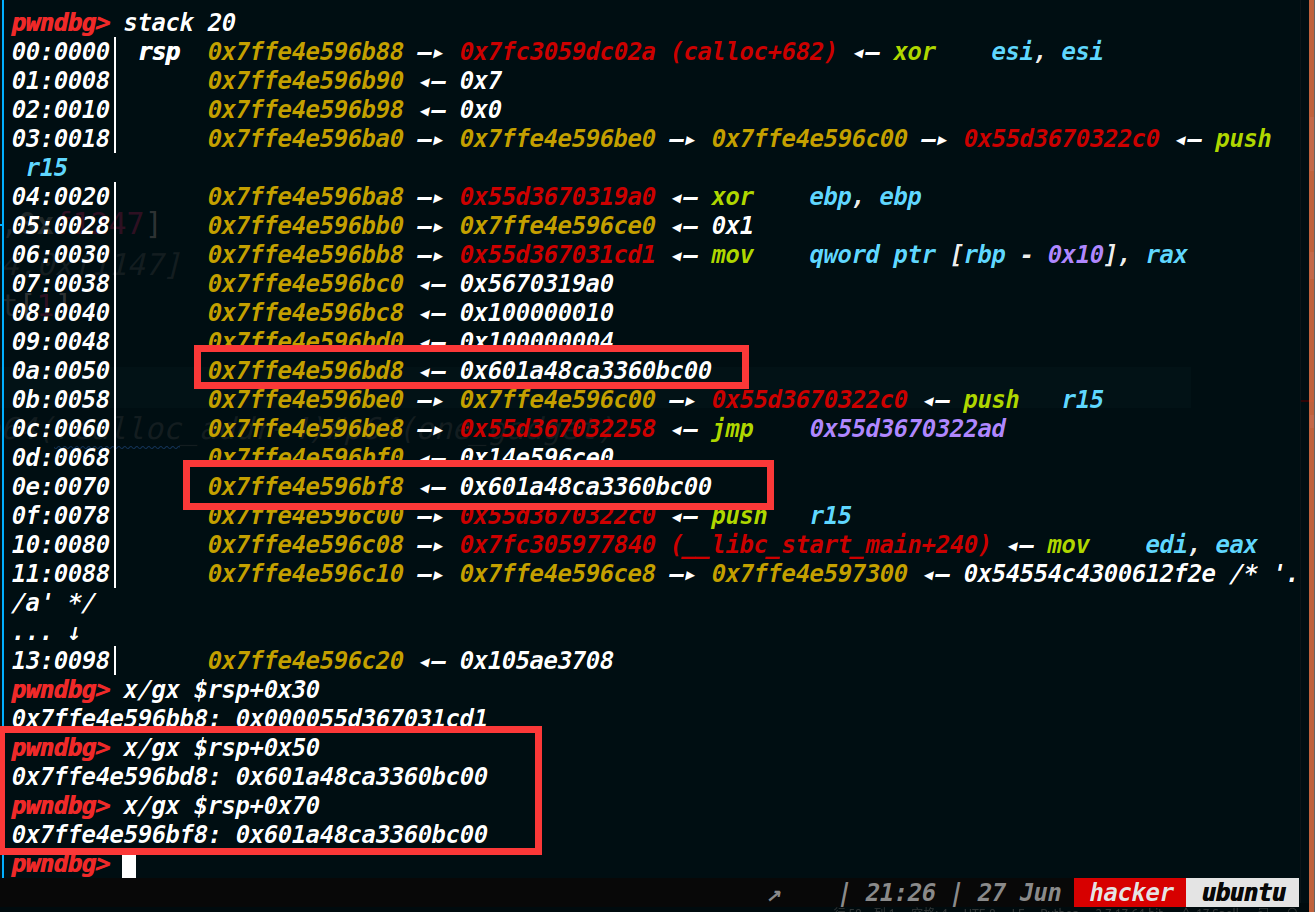 pwndbg> stack 20
00:0000│ rsp 0x7ffe4e596b88 —▸ 0x7fc3059dc02a (calloc+682) ◂— xor esi, esi
01:0008│ 0x7ffe4e596b90 ◂— 0x7
02:0010│ 0x7ffe4e596b98 ◂— 0x0
03:0018│ 0x7ffe4e596ba0 —▸ 0x7ffe4e596be0 —▸ 0x7ffe4e596c00 —▸ 0x55d3670322c0 ◂— push
r15
04:0020│ 0x7ffe4e596ba8 —▸ 0x55d3670319a0 ◂— xor ebp, ebp
05:0028│ 0x7ffe4e596bb0 —▸ 0x7ffe4e596ce0 ◂— 0x1
06:0030│ 0x7ffe4e596bb8 —▸ 0x55d367031cd1 ◂— mov qword ptr [rbp - 0x10], rax
07:0038│ 0x7ffe4e596bc0 ◂— 0x5670319a0
08:0040│ 0x7ffe4e596bc8 ◂— 0x100000010
09:0048│ 0x7ffe4e596bd0 ◂— 0x100000004
0a:0050│ 0x7ffe4e596bd8 ◂— 0x601a48ca3360bc00
0b:0058│ 0x7ffe4e596be0 —▸ 0x7ffe4e596c00 —▸ 0x55d3670322c0 ◂— push r15
0c:0060│ 0x7ffe4e596be8 —▸ 0x55d367032258 ◂— jmp 0x55d3670322ad
0d:0068│ 0x7ffe4e596bf0 ◂— 0x14e596ce0
0e:0070│ 0x7ffe4e596bf8 ◂— 0x601a48ca3360bc00
0f:0078│ 0x7ffe4e596c00 —▸ 0x55d3670322c0 ◂— push r15
10:0080│ 0x7ffe4e596c08 —▸ 0x7fc305977840 (__libc_start_main+240) ◂— mov edi, eax
11:0088│ 0x7ffe4e596c10 —▸ 0x7ffe4e596ce8 —▸ 0x7ffe4e597300 ◂— 0x54554c4300612f2e /* '.
/a' */
... ↓
13:0098│ 0x7ffe4e596c20 ◂— 0x105ae3708
pwndbg> x/gx $rsp+0x30
0x7ffe4e596bb8: 0x000055d367031cd1
pwndbg> x/gx $rsp+0x50
0x7ffe4e596bd8: 0x601a48ca3360bc00
pwndbg> x/gx $rsp+0x70
0x7ffe4e596bf8: 0x601a48ca3360bc00
pwndbg>
↗ | 21:26 | 27 Jun hacker ubuntu